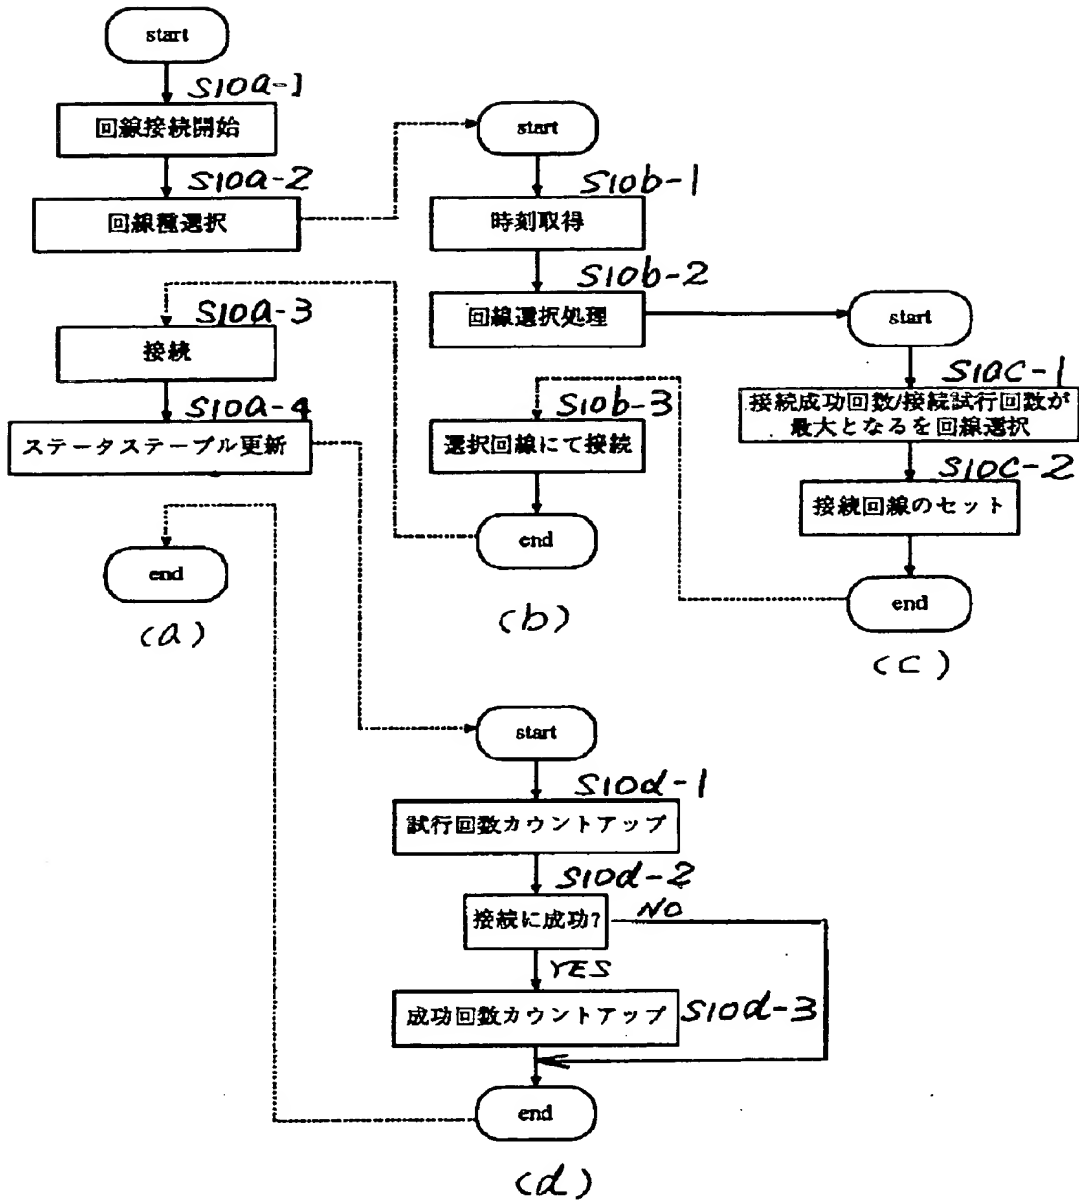 start
S10a-1
回線接続開始
S10a-2
回線種選択
S10a-3
接続
S10a-4
ステータステーブル更新
end
(a)
start
S10b-1
時刻取得
S10b-2
回線選択処理
S10b-3
選択回線にて接続
end
(b)
start
S10c-1
接続成功回数/接続試行回数が
最大となるを回線選択
S10c-2
接続回線のセット
end
(c)
start
S10d-1
試行回数カウントアップ
S10d-2
接続に成功?
NO
YES
成功回数カウントアップ
S10d-3
end
(d)